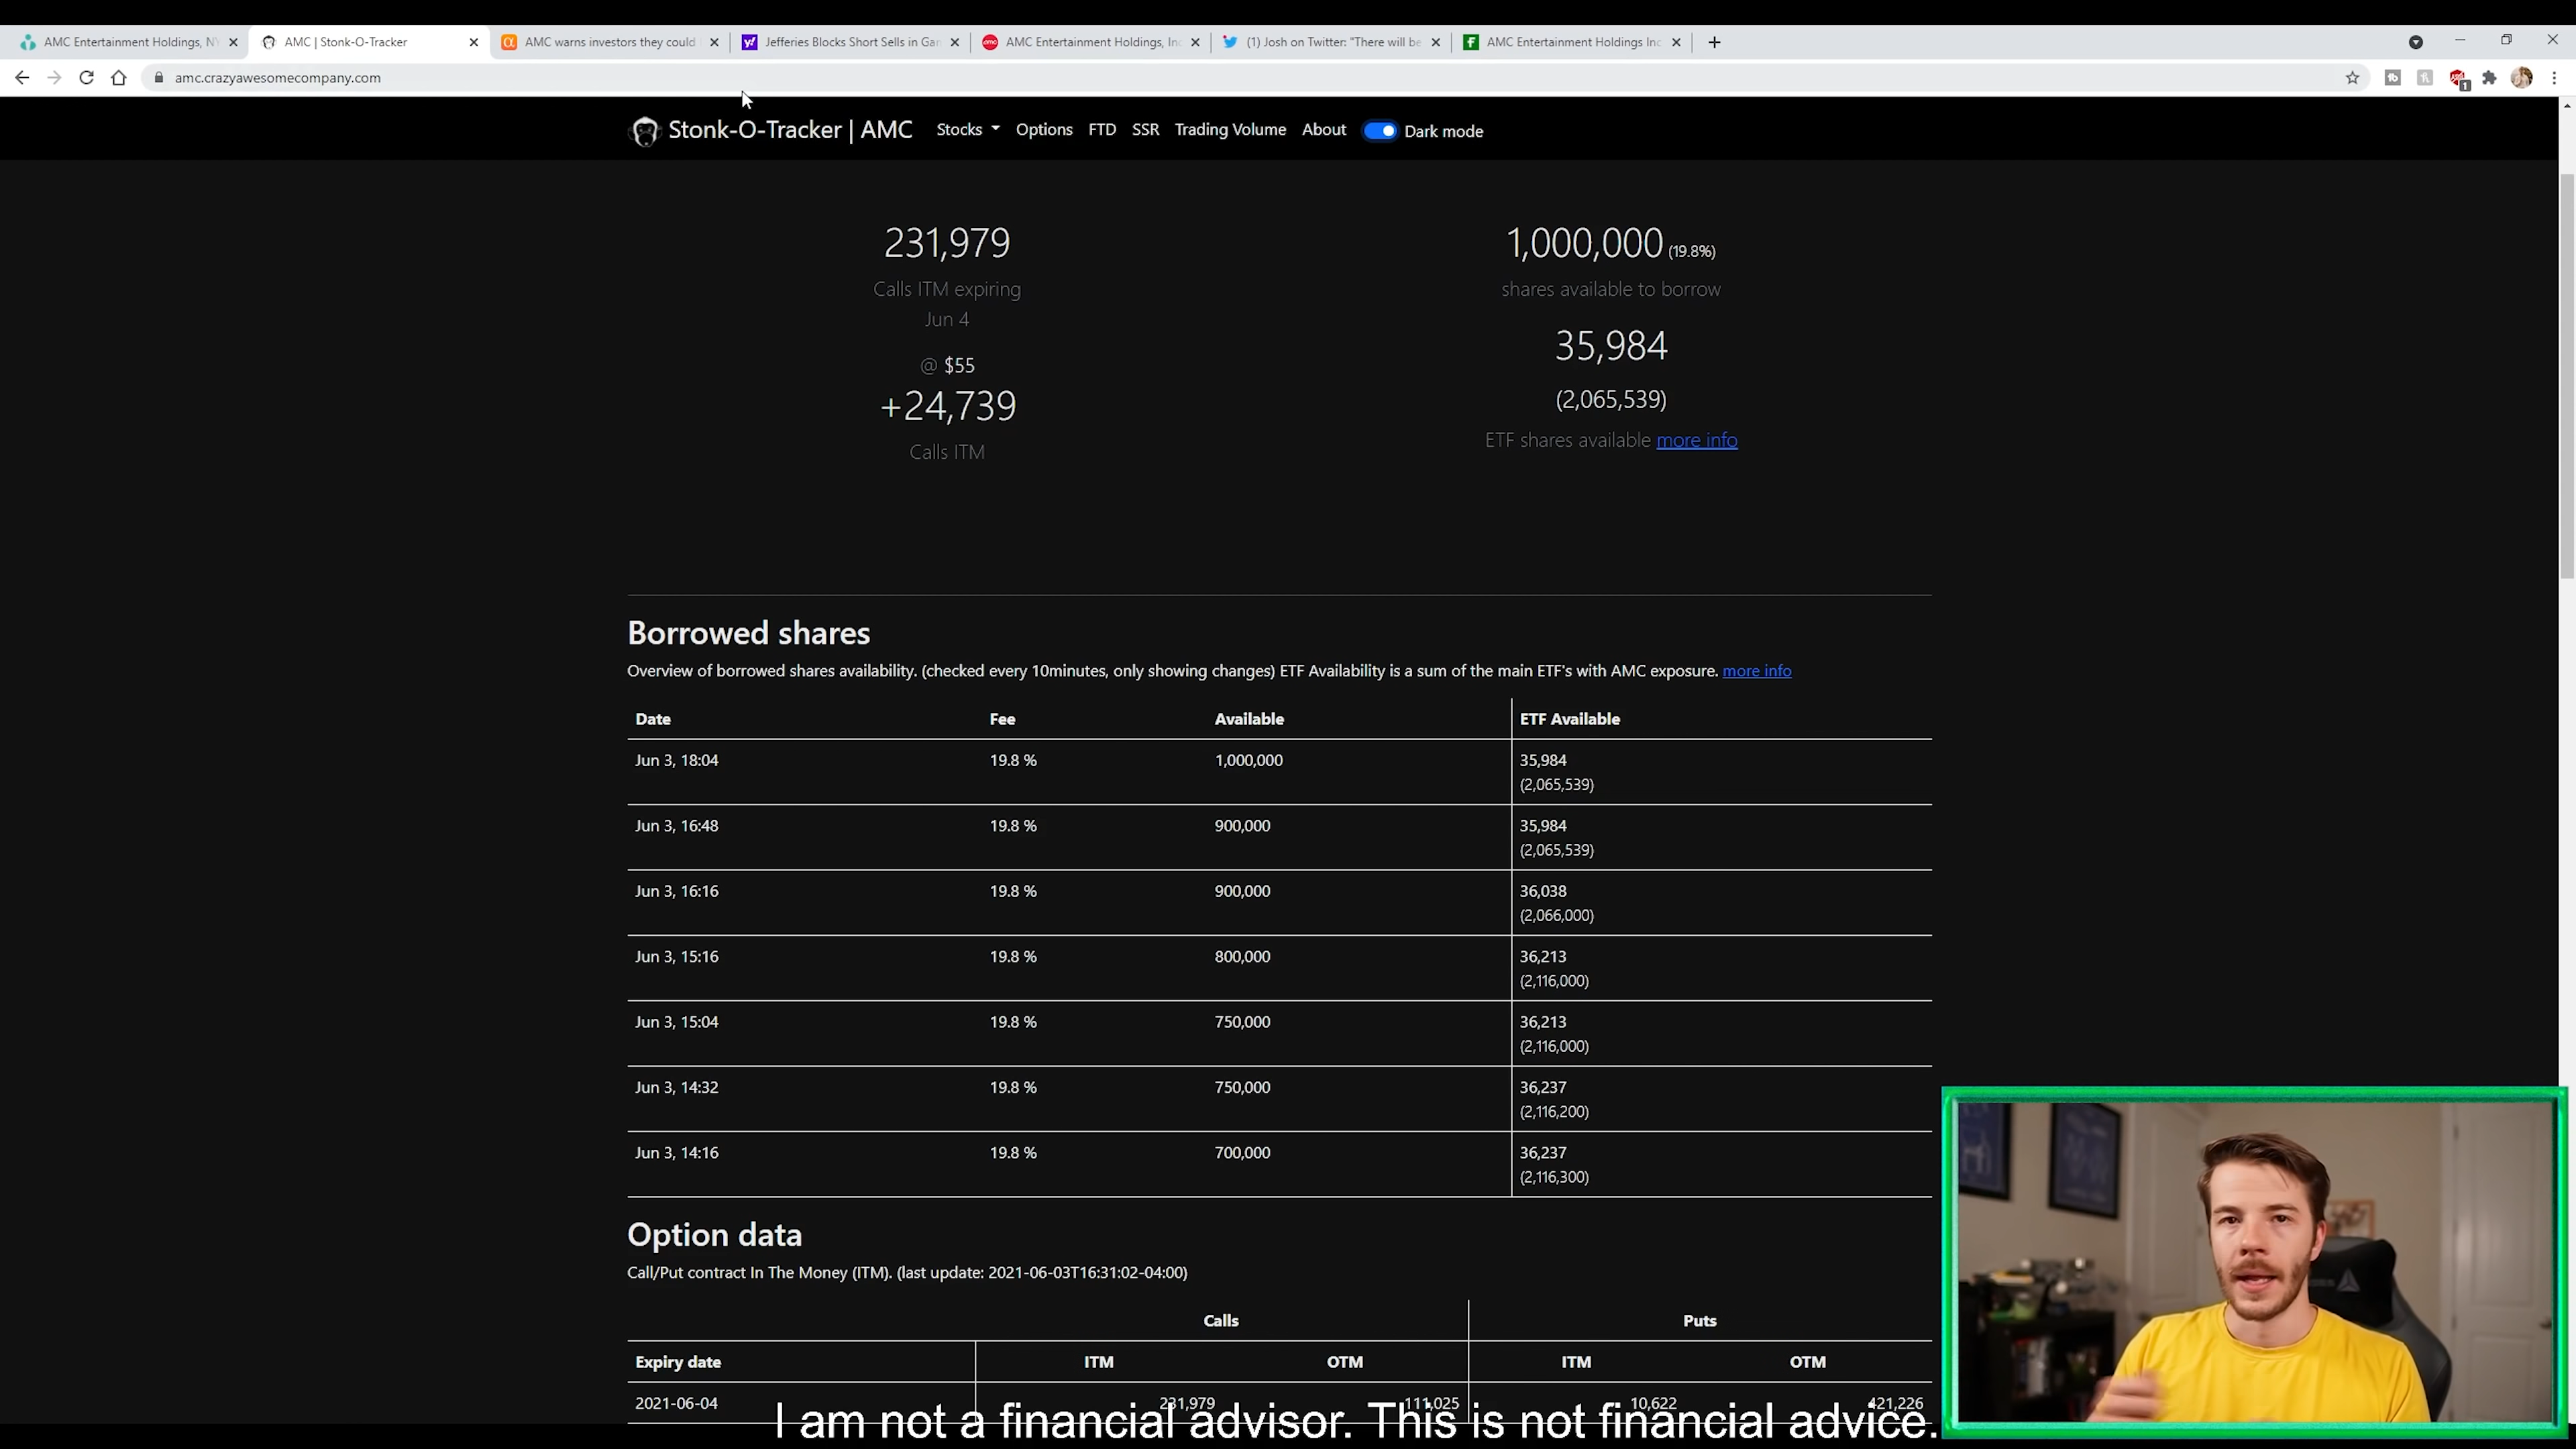 AMC Entertainment Holdings, NY
AMC | Stonk-O-Tracker
AMC warns investors they could
Jefferies Blocks Short Sells in Gam
AMC Entertainment Holdings, Inc
(1) Josh on Twitter: "There will be
AMC Entertainment Holdings Inc
amc.crazyawesomecompany.com
Stonk-O-Tracker | AMC Stocks Options FTD SSR Trading Volume About Dark mode
231,979
Calls ITM expiring
Jun 4
@ $55
+24,739
Calls ITM
1,000,000 (19.8%)
shares available to borrow
35,984
(2,065,539)
ETF shares available more info
Borrowed shares
Overview of borrowed shares availability. (checked every 10minutes, only showing changes) ETF Availability is a sum of the main ETF's with AMC exposure. more info
Date Fee Available ETF Available
Jun 3, 18:04 19.8 % 1,000,000 35,984
(2,065,539)
Jun 3, 16:48 19.8 % 900,000 35,984
(2,065,539)
Jun 3, 16:16 19.8 % 900,000 36,038
(2,066,000)
Jun 3, 15:16 19.8 % 800,000 36,213
(2,116,000)
Jun 3, 15:04 19.8 % 750,000 36,213
(2,116,000)
Jun 3, 14:32 19.8 % 750,000 36,237
(2,116,200)
Jun 3, 14:16 19.8 % 700,000 36,237
(2,116,300)
Option data
Call/Put contract In The Money (ITM). (last update: 2021-06-03T16:31:02-04:00)
Calls Puts
Expiry date ITM OTM ITM OTM
2021-06-04 231,979 111,025 10,622 421,226
I am not a financial advisor. This is not financial advice.